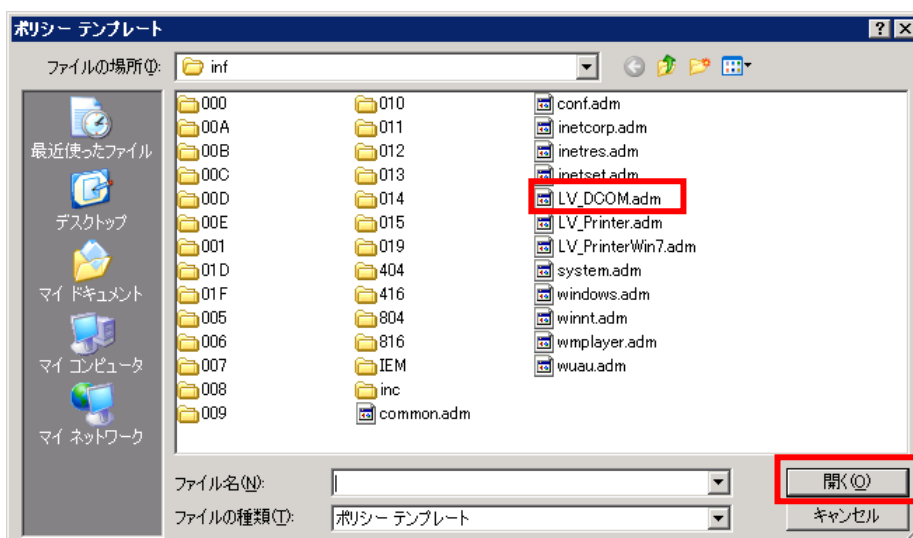 ポリシー テンプレート
ファイルの場所(I):
inf
最近使ったファイル
デスクトップ
マイ ドキュメント
マイ コンピュータ
マイ ネットワーク
000
00A
00B
00C
00D
00E
001
01D
01F
005
006
007
008
009
010
011
012
013
014
015
019
404
416
804
816
IEM
inc
common.adm
conf.adm
inetcorp.adm
inetres.adm
inetset.adm
LV_DCOM.adm
LV_Printer.adm
LV_PrinterWin7.adm
system.adm
windows.adm
winnt.adm
wmplayer.adm
wuau.adm
ファイル名(N):
開く(O)
ファイルの種類(T):
ポリシー テンプレート
キャンセル